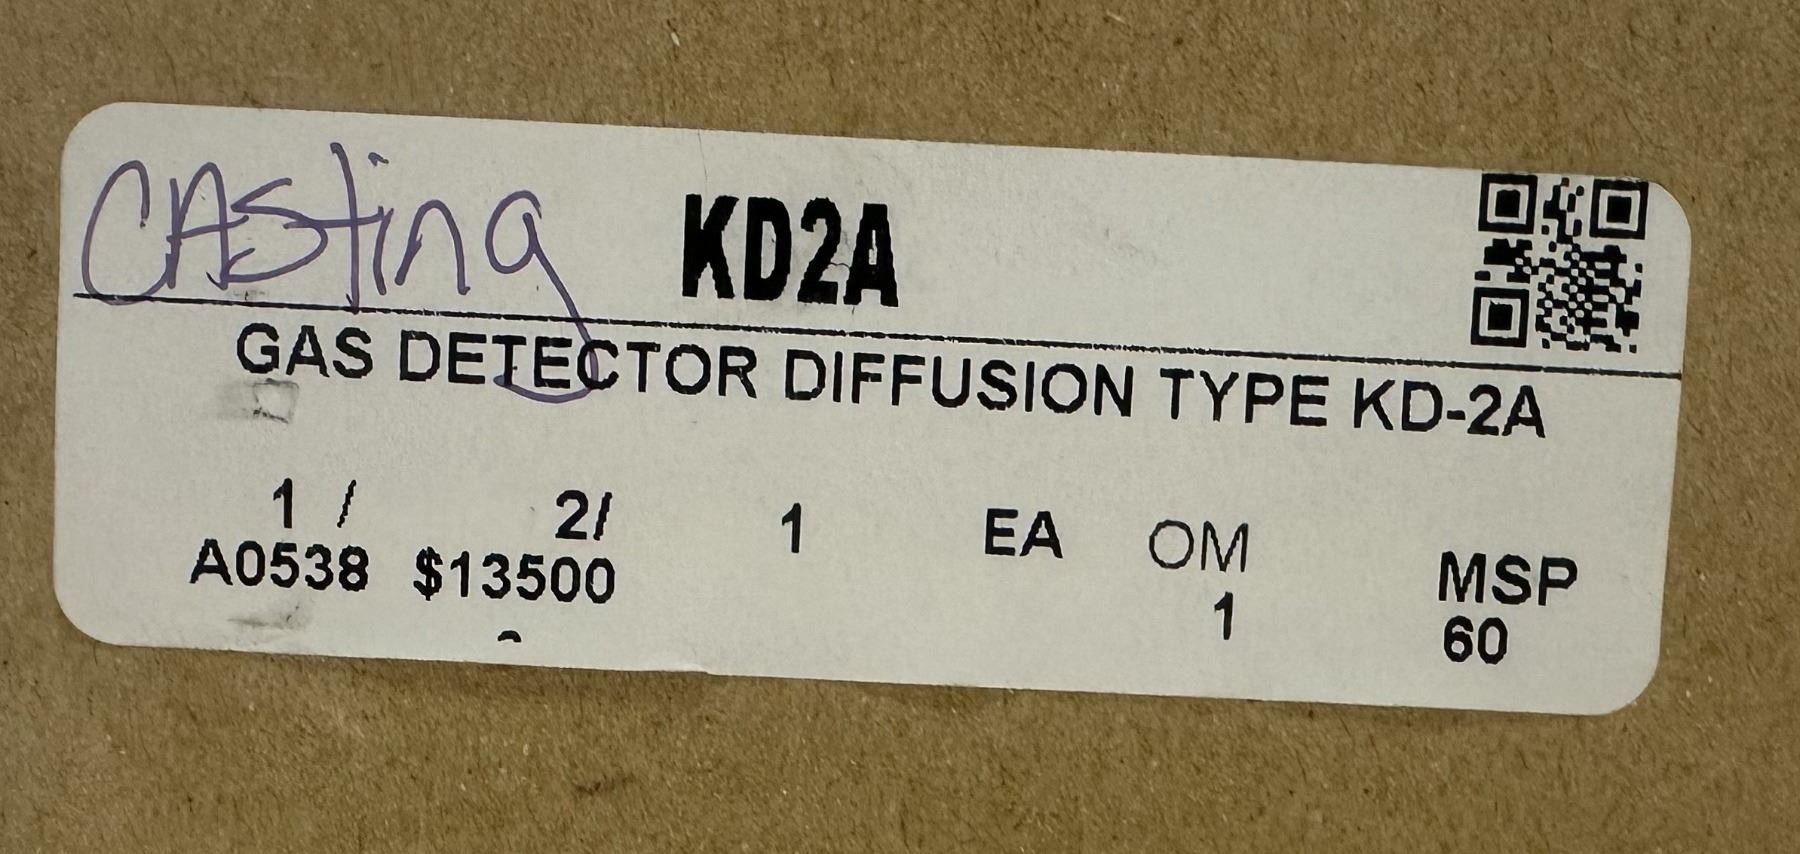 CASting KD2A
GAS DETECTOR DIFFUSION TYPE KD-2A
1 / 2/ 1 EA OM MSP
A0538 $13500 1 60